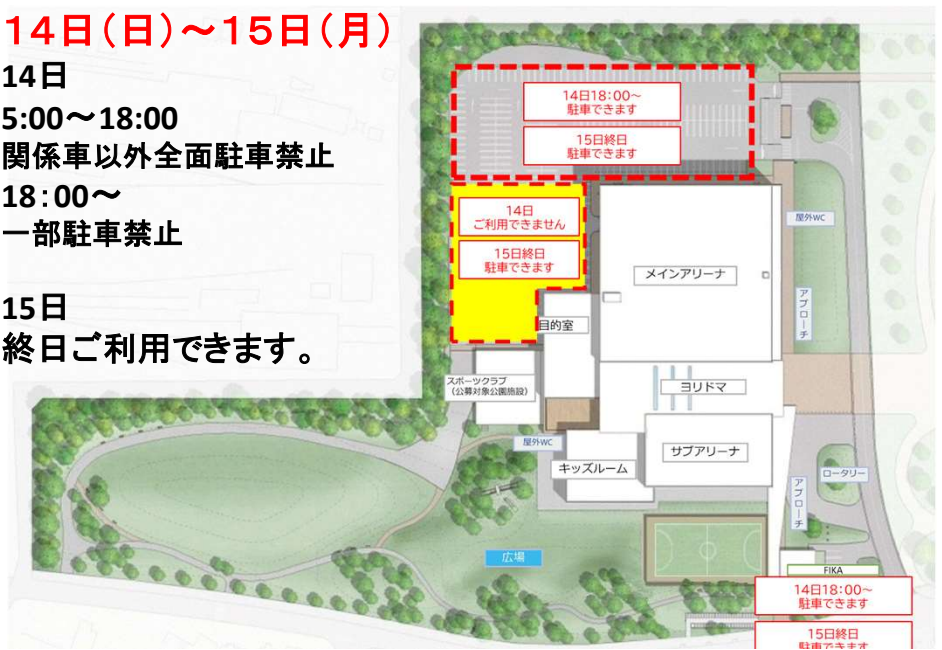 14日（日）～15日（月）
14日
5:00～18:00
関係車以外全面駐車禁止
18：00～
一部駐車禁止
15日
終日ご利用できます。
14日18：00～
駐車できます
15日終日
駐車できます
14日
ご利用できません
15日終日
駐車できます
屋外WC
メインアリーナ
アプローチ
目的室
スポーツクラブ
（公募対象公園施設）
ヨリドマ
屋外WC
サブアリーナ
キッズルーム
ロータリー
アプローチ
広場
FIKA
14日18：00～
駐車できます
15日終日
駐車できます